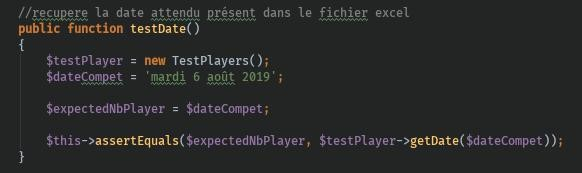 //recupere la date attendu présent dans le fichier excel
public function testDate()
{
    $testPlayer = new TestPlayers();
    $dateCompet = 'mardi 6 août 2019';
    $expectedNbPlayer = $dateCompet;
    $this->assertEquals($expectedNbPlayer, $testPlayer->getDate($dateCompet));
}